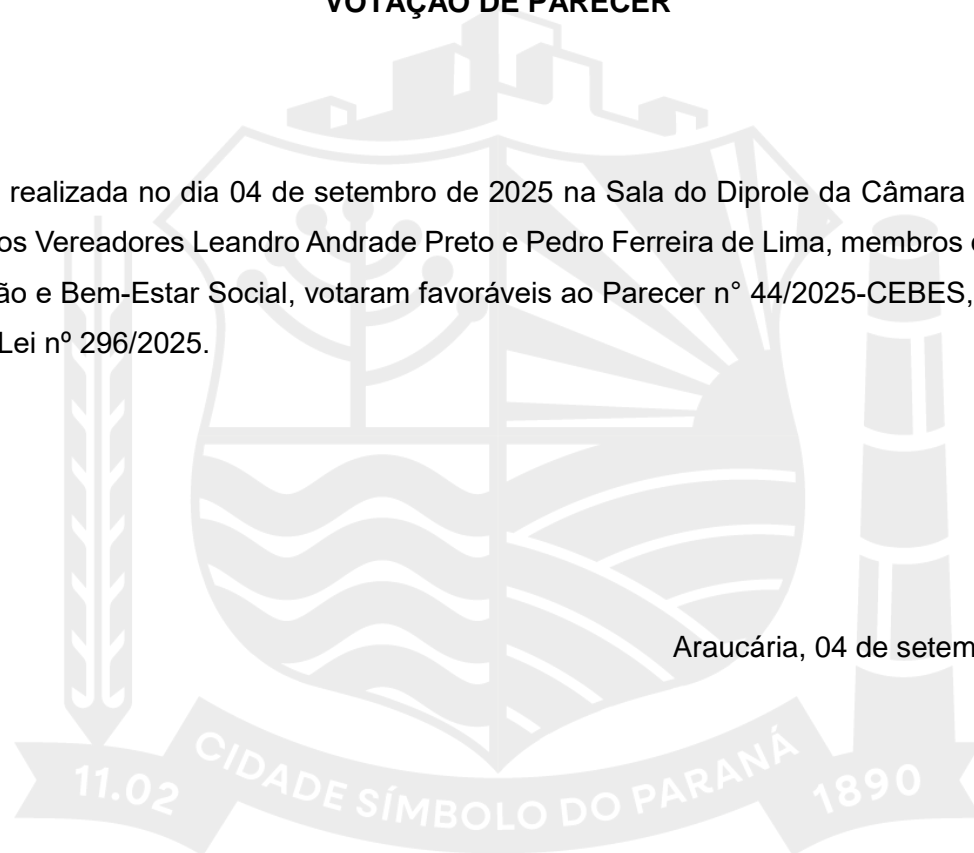 VOTAÇÃO DE PARECER
realizada no dia 04 de setembro de 2025 na Sala do Diprole da Câmara
os Vereadores Leandro Andrade Preto e Pedro Ferreira de Lima, membros
ão e Bem-Estar Social, votaram favoráveis ao Parecer n° 44/2025-CEBES,
Lei nº 296/2025.
Araucária, 04 de setem
11.02 CIDADE SÍMBOLO DO PARANÁ 1890